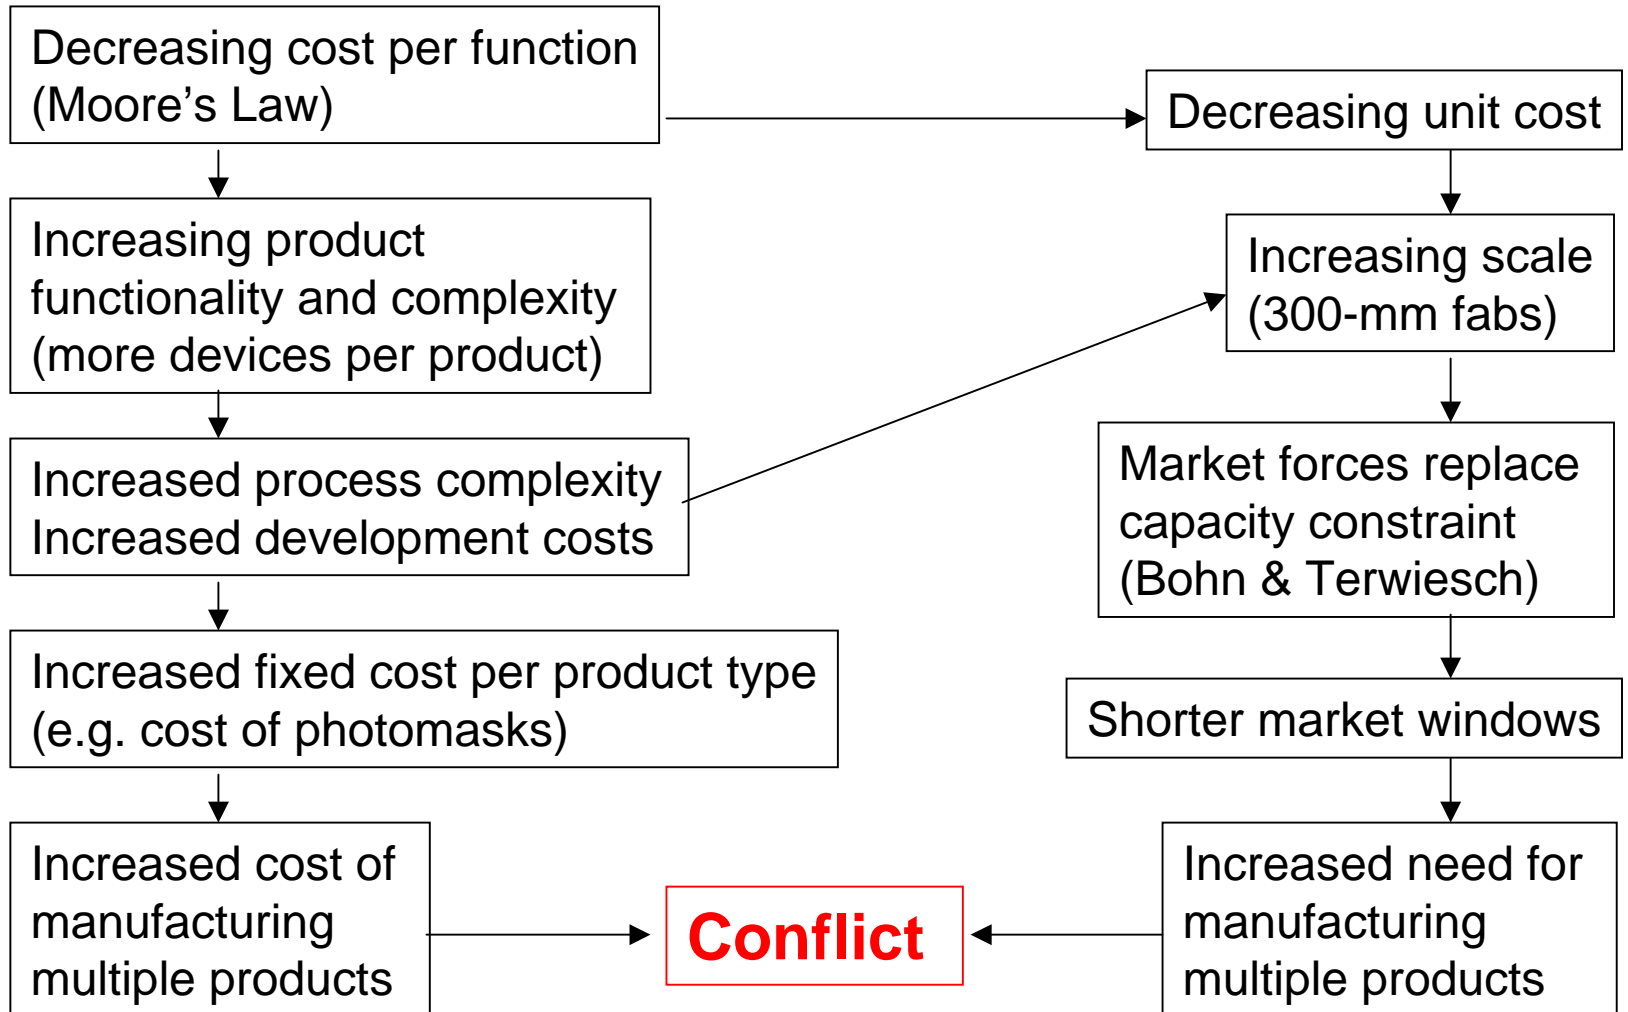 Decreasing cost per function
(Moore’s Law)
Decreasing unit cost
Increasing product
functionality and complexity
(more devices per product)
Increasing scale
(300-mm fabs)
Increased process complexity
Increased development costs
Market forces replace
capacity constraint
(Bohn & Terwiesch)
Increased fixed cost per product type
(e.g. cost of photomasks)
Shorter market windows
Increased cost of
manufacturing
multiple products
Conflict
Increased need for
manufacturing
multiple products